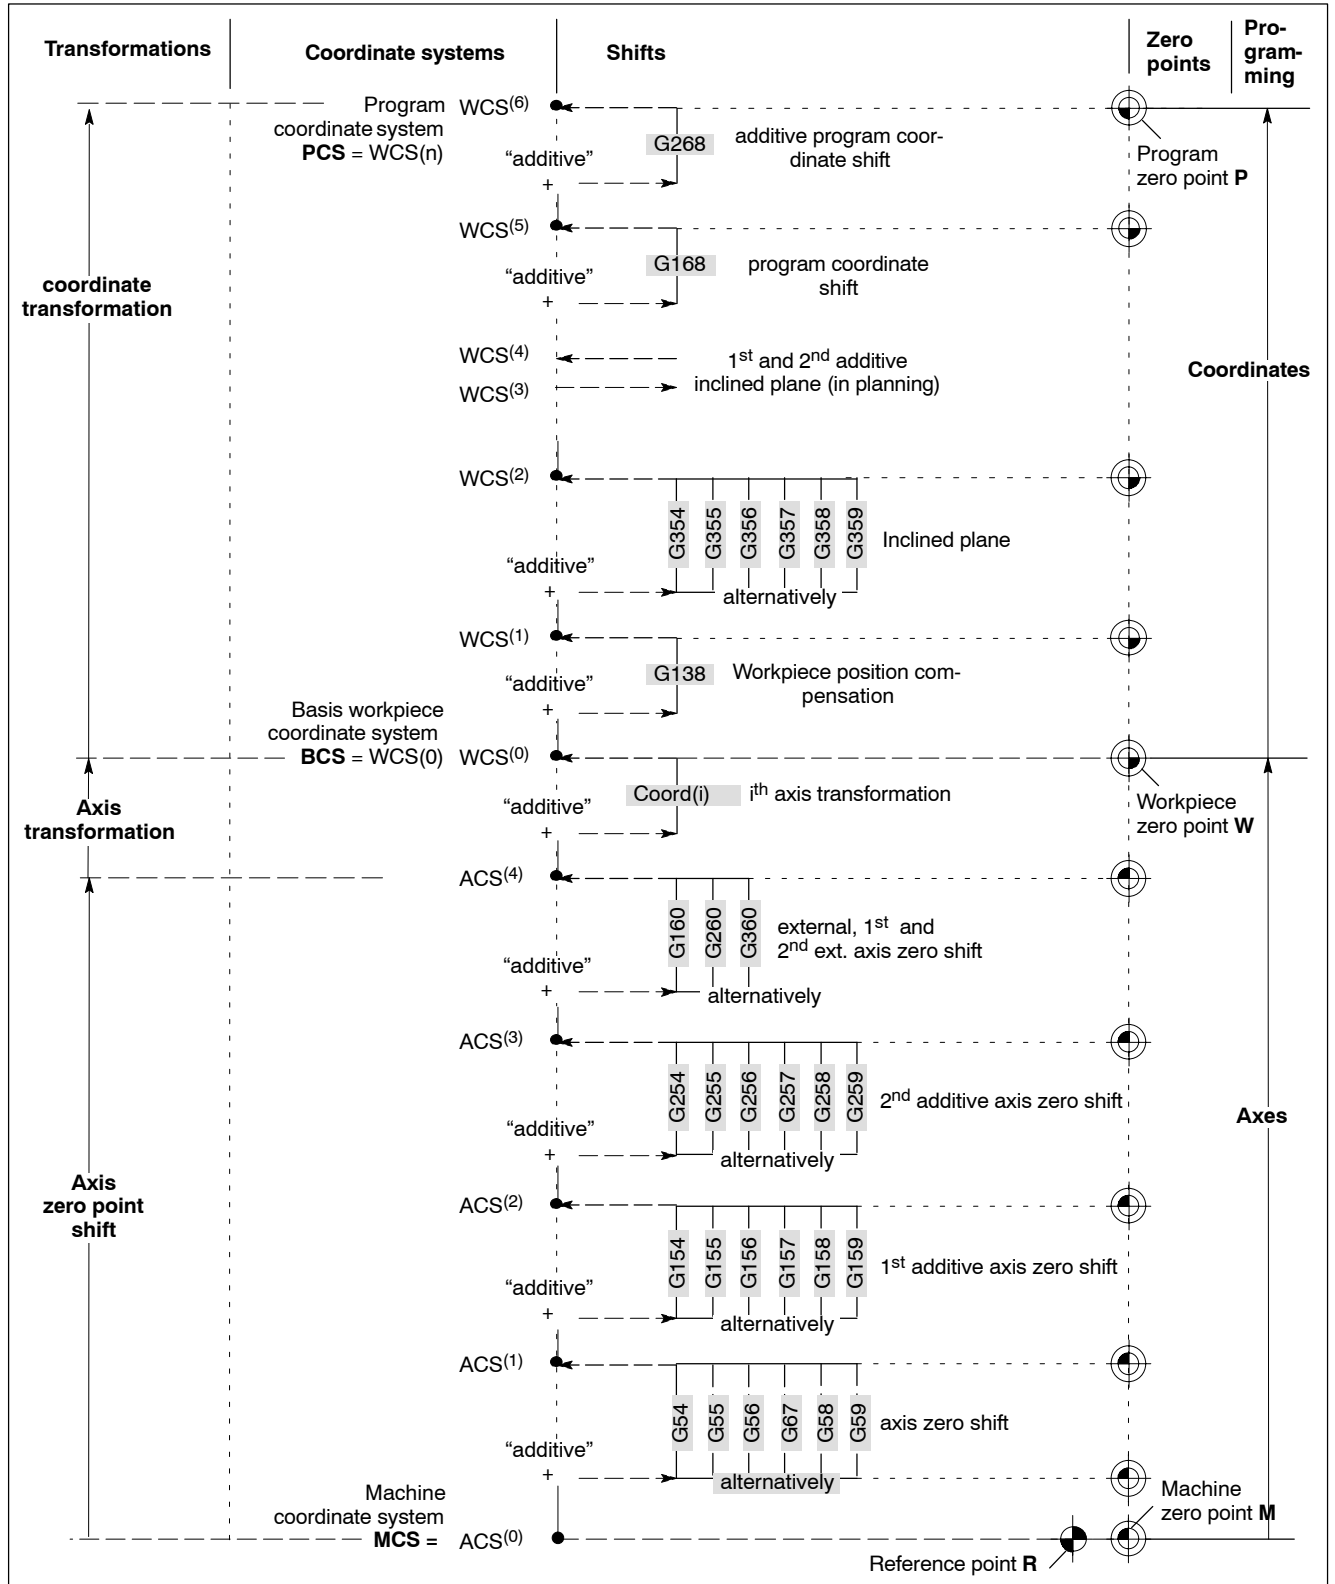 Transformations
Coordinate systems
Shifts
Zero
points
Pro-
gram-
ming
Program
coordinate system
PCS = WCS(n)
WCS(6)
G268
additive program coor-
dinate shift
"additive"
+
Program
zero point P
WCS(5)
G168
program coordinate
shift
"additive"
+
coordinate
transformation
WCS(4)
WCS(3)
1st and 2nd additive
inclined plane (in planning)
Coordinates
WCS(2)
G354
G355
G356
G357
G358
G359
Inclined plane
"additive"
+
alternatively
WCS(1)
G138
Workpiece position com-
pensation
"additive"
+
Basis workpiece
coordinate system
BCS = WCS(0)
WCS(0)
Coord(i)
ith axis transformation
"additive"
+
Workpiece
zero point W
Axis
transformation
ACS(4)
G160
G260
G360
external, 1st and
2nd ext. axis zero shift
"additive"
+
alternatively
ACS(3)
G254
G255
G256
G257
G258
G259
2nd additive axis zero shift
"additive"
+
alternatively
Axes
Axis
zero point
shift
ACS(2)
G154
G155
G156
G157
G158
G159
1st additive axis zero shift
"additive"
+
alternatively
ACS(1)
G54
G55
G56
G67
G58
G59
axis zero shift
"additive"
+
alternatively
Machine
coordinate system
MCS =
ACS(0)
Machine
zero point M
Reference point R